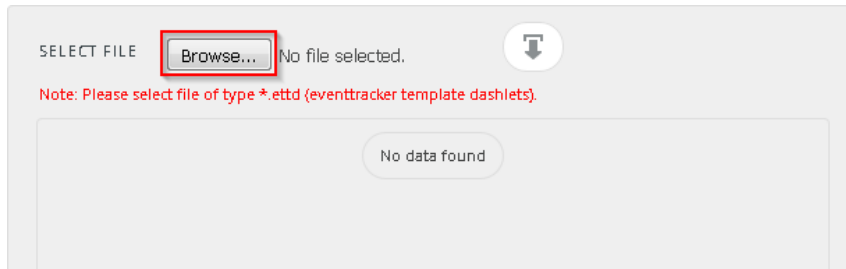 SELECT FILE Browse... No file selected.
Note: Please select file of type *.ettd (eventtracker template dashlets).
No data found